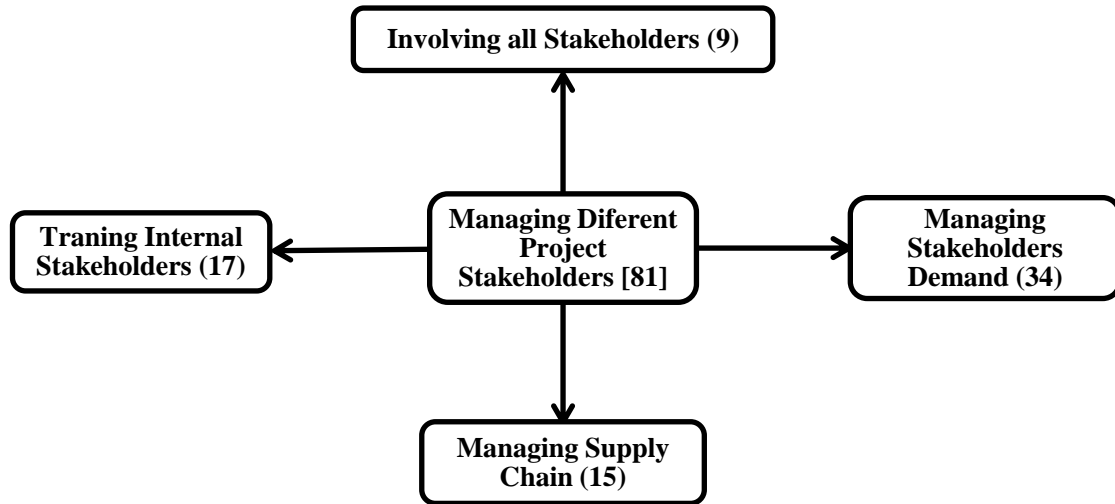 Involving all Stakeholders (9)
Managing Diferent
Project
Stakeholders [81]
Traning Internal
Stakeholders (17)
Managing
Stakeholders
Demand (34)
Managing Supply
Chain (15)